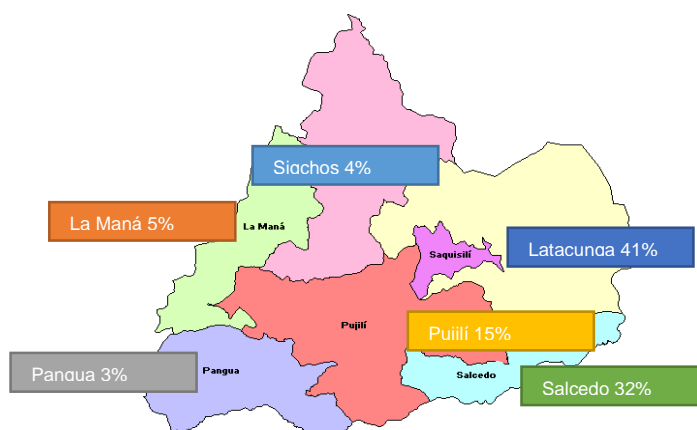 Sigchos 4%
La Maná 5%
La Maná
Saquisilí
Latacunga 41%
Pujilí
Pujilí 15%
Pangua 3%
Pangua
Salcedo
Salcedo 32%